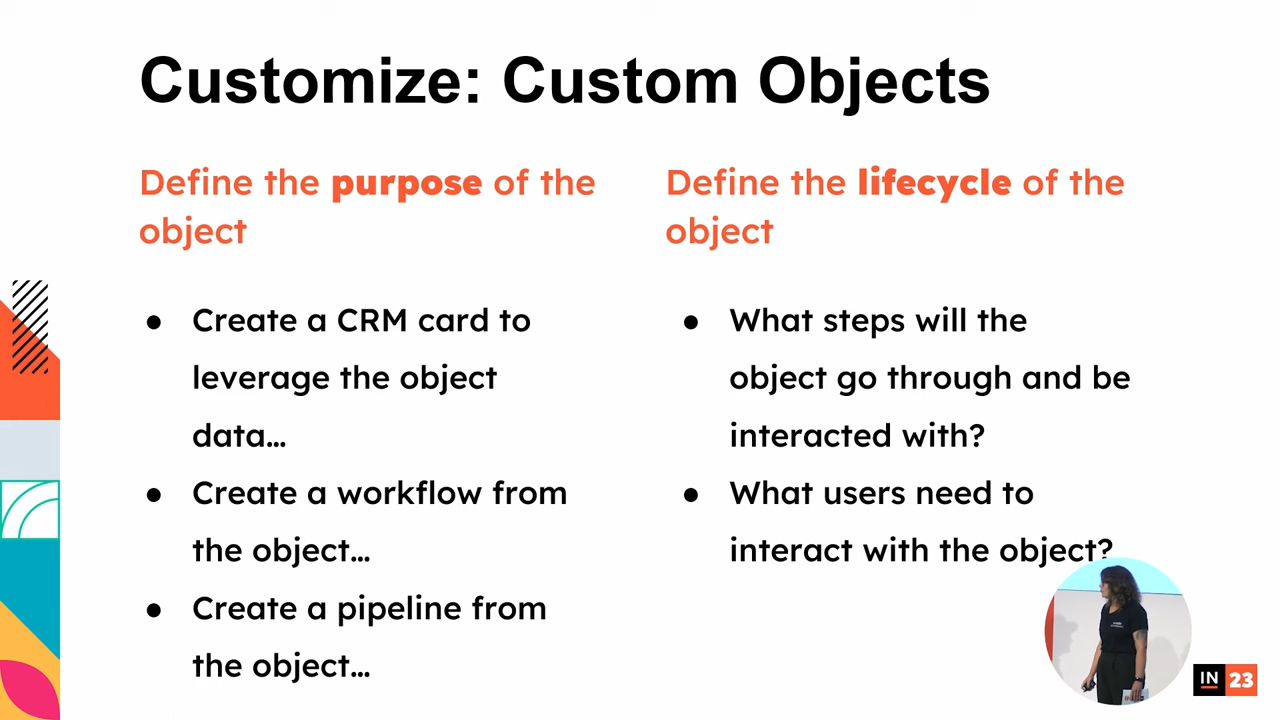 Customize: Custom Objects
Define the purpose of the
object
● Create a CRM card to
leverage the object
data...
● Create a workflow from
the object...
● Create a pipeline from
the object...
Define the lifecycle of the
object
● What steps will the
object go through and be
interacted with?
● What users need to
interact with the object?
IN 23